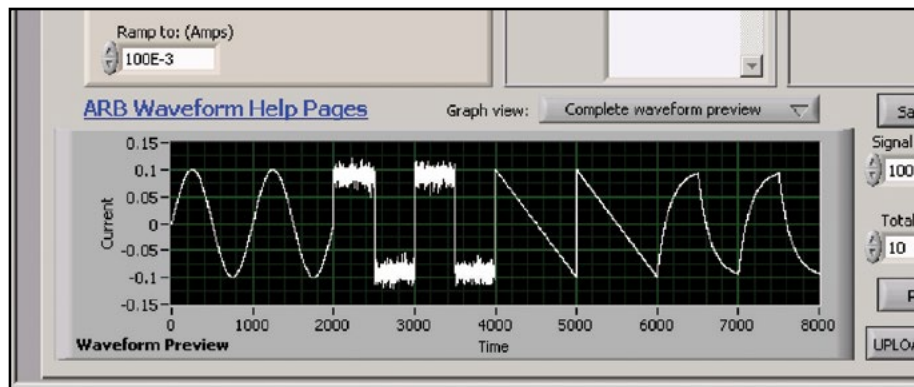 Ramp to: (Amps)
100E-3
ARB Waveform Help Pages
Graph view: Complete waveform preview
Signal
100
Total
10
UPLOA
Current
0.15
0.1
0.05
0
-0.05
-0.1
-0.15
0 1000 2000 3000 4000 5000 6000 7000 8000
Time
Waveform Preview